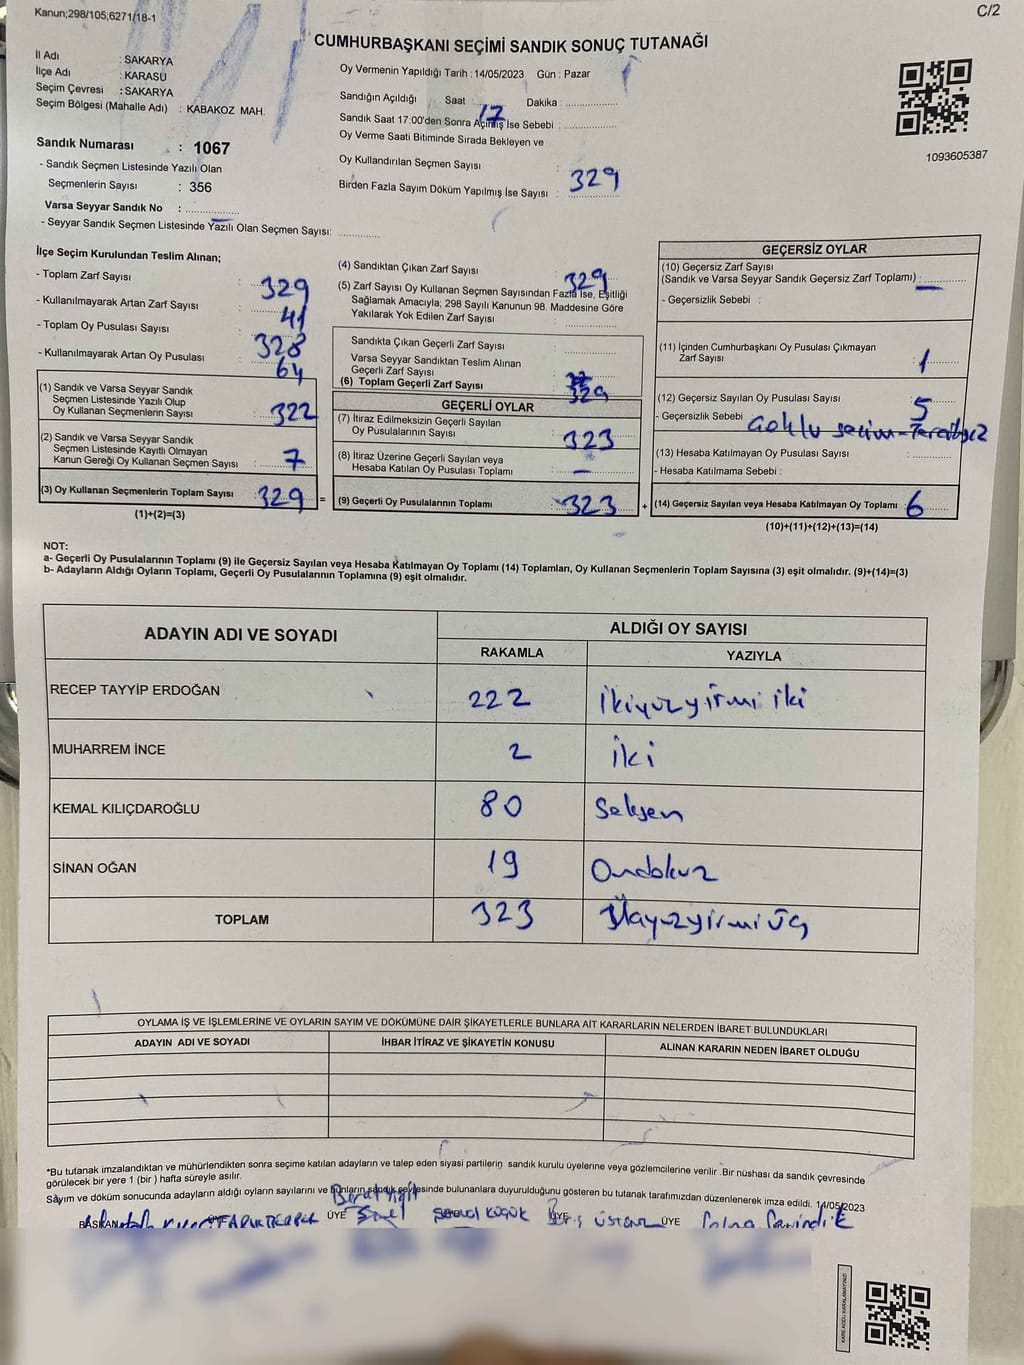 Kanun;298/105;6271/18-1
C/2
CUMHURBAŞKANI SEÇİMİ SANDIK SONUÇ TUTANAĞI
İl Adı : SAKARYA
İlçe Adı : KARASU
Seçim Çevresi : SAKARYA
Seçim Bölgesi (Mahalle Adı) : KABAKOZ MAH.
Sandık Numarası : 1067
- Sandık Seçmen Listesinde Yazılı Olan
Seçmenlerin Sayısı : 356
Varsa Seyyar Sandık No :
- Seyyar Sandık Seçmen Listesinde Yazılı Olan Seçmen Sayısı:
Oy Vermenin Yapıldığı Tarih : 14/05/2023 Gün : Pazar
Sandığın Açıldığı Saat : 17 Dakika :
Sandık Saat 17:00'den Sonra Açılmış İse Sebebi :
Oy Verme Saati Bitiminde Sırada Bekleyen ve
Oy Kullandırılan Seçmen Sayısı :
Birden Fazla Sayım Döküm Yapılmış İse Sayısı : 329
1093605387
İlçe Seçim Kurulundan Teslim Alınan;
- Toplam Zarf Sayısı : 329
- Kullanılmayarak Artan Zarf Sayısı : 41
- Toplam Oy Pusulası Sayısı : 328
- Kullanılmayarak Artan Oy Pusulası : 64
(1) Sandık ve Varsa Seyyar Sandık
Seçmen Listesinde Yazılı Olup
Oy Kullanan Seçmenlerin Sayısı : 322
(2) Sandık ve Varsa Seyyar Sandık
Seçmen Listesinde Kayıtlı Olmayan
Kanun Gereği Oy Kullanan Seçmen Sayısı : 7
(3) Oy Kullanan Seçmenlerin Toplam Sayısı : 329 =
(1)+(2)=(3)
(4) Sandıktan Çıkan Zarf Sayısı : 329
(5) Zarf Sayısı Oy Kullanan Seçmen Sayısından Fazla İse, Eşitliği
Sağlamak Amacıyla; 298 Sayılı Kanunun 98. Maddesine Göre
Yakılarak Yok Edilen Zarf Sayısı :
Sandıkta Çıkan Geçerli Zarf Sayısı :
Varsa Seyyar Sandıktan Teslim Alınan
Geçerli Zarf Sayısı :
(6) Toplam Geçerli Zarf Sayısı : 329
GEÇERLİ OYLAR
(7) İtiraz Edilmeksizin Geçerli Sayılan
Oy Pusulalarının Sayısı : 323
(8) İtiraz Üzerine Geçerli Sayılan veya
Hesaba Katılan Oy Pusulası Toplamı : –
(9) Geçerli Oy Pusulalarının Toplamı : 323 +
GEÇERSİZ OYLAR
(10) Geçersiz Zarf Sayısı
(Sandık ve Varsa Seyyar Sandık Geçersiz Zarf Toplamı) : –
- Geçersizlik Sebebi :
(11) İçinden Cumhurbaşkanı Oy Pusulası Çıkmayan
Zarf Sayısı : 1
(12) Geçersiz Sayılan Oy Pusulası Sayısı : 5
- Geçersizlik Sebebi
(13) Hesaba Katılmayan Oy Pusulası Sayısı :
- Hesaba Katılmama Sebebi :
(14) Geçersiz Sayılan veya Hesaba Katılmayan Oy Toplamı : 6
(10)+(11)+(12)+(13)=(14)
NOT:
a- Geçerli Oy Pusulalarının Toplamı (9) ile Geçersiz Sayılan veya Hesaba Katılmayan Oy Toplamı (14) Toplamları, Oy Kullanan Seçmenlerin Toplam Sayısına (3) eşit olmalıdır. (9)+(14)=(3)
b- Adayların Aldığı Oyların Toplamı, Geçerli Oy Pusulalarının Toplamına (9) eşit olmalıdır.
ADAYIN ADI VE SOYADI
ALDIĞI OY SAYISI
RAKAMLA YAZIYLA
RECEP TAYYİP ERDOĞAN 222 İkiyüzyirmi iki
MUHARREM İNCE 2 İki
KEMAL KILIÇDAROĞLU 80 Seksen
SİNAN OĞAN 19 Ondokuz
TOPLAM 323
OYLAMA İŞ VE İŞLEMLERİNE VE OYLARIN SAYIM VE DÖKÜMÜNE DAİR ŞİKAYETLERLE BUNLARA AİT KARARLARIN NELERDEN İBARET BULUNDUKLARI
ADAYIN ADI VE SOYADI İHBAR İTİRAZ VE ŞİKAYETİN KONUSU ALINAN KARARIN NEDEN İBARET OLDUĞU
*Bu tutanak imzalandıktan ve mühürlendikten sonra seçime katılan adayların ve talep eden siyasi partilerin sandık kurulu üyelerine veya gözlemcilerine verilir .Bir nüshası da sandık çevresinde
görülecek bir yere 1 (bir ) hafta süreyle asılır.
Sayım ve döküm sonucunda adayların aldığı oyların sayılarını ve bunların sandık çevresinde bulunanlara duyurulduğunu gösteren bu tutanak tarafımızdan düzenlenerek imza edildi. 14/05/2023
BAŞKAN ÜYE ÜYE ÜYE ÜYE